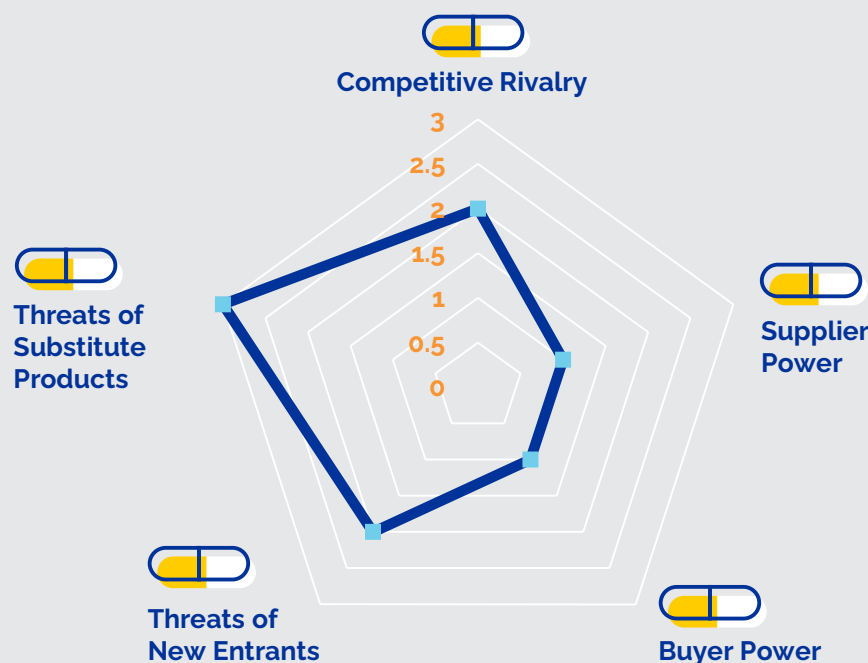 Competitive Rivalry
3
2.5
2
1.5
1
0.5
0
Threats of
Substitute
Products
Supplier
Power
Threats of
New Entrants
Buyer Power